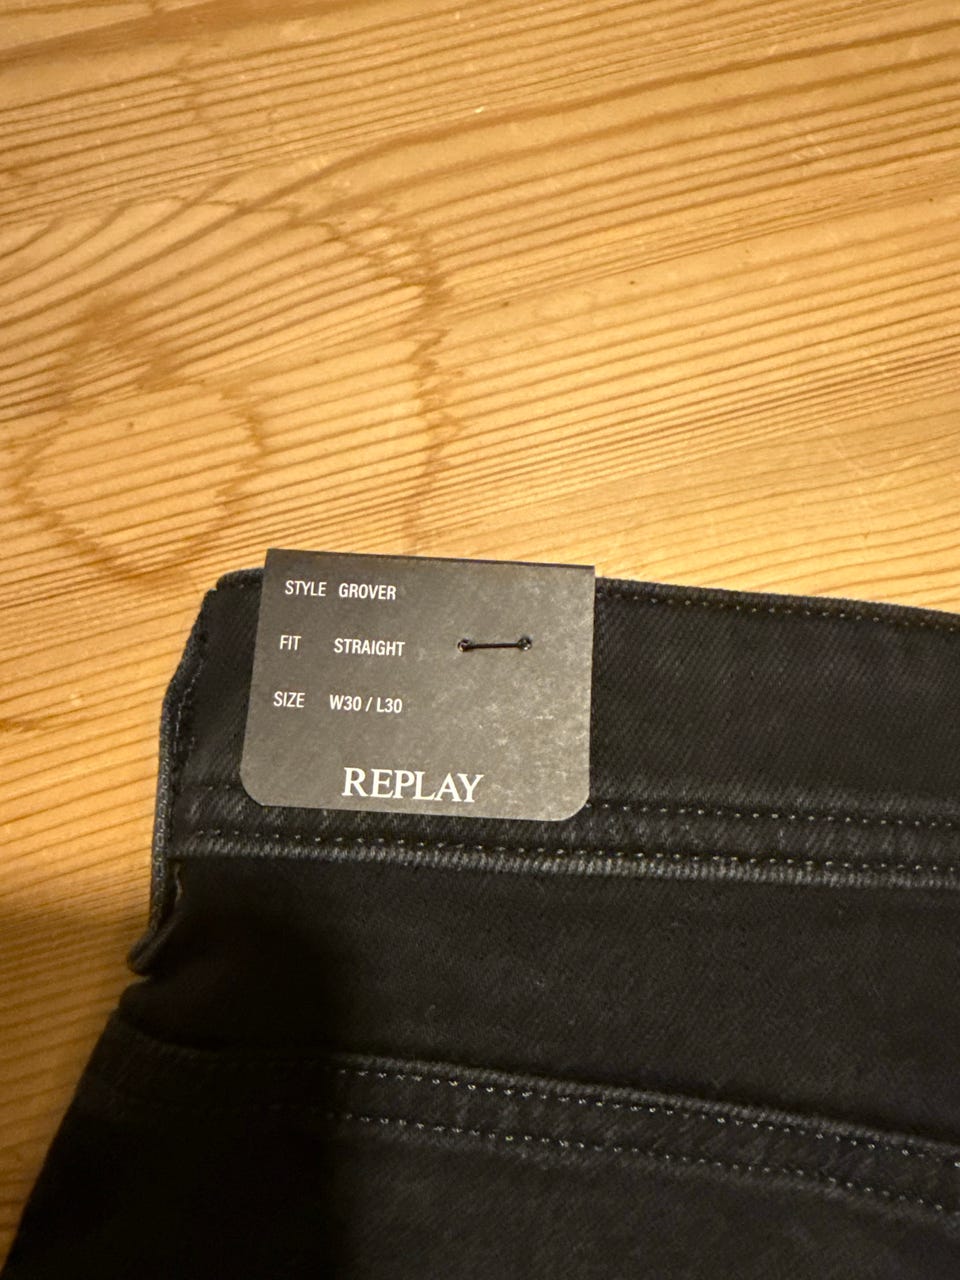 STYLE GROVER
FIT STRAIGHT
SIZE W30 / L30
REPLAY